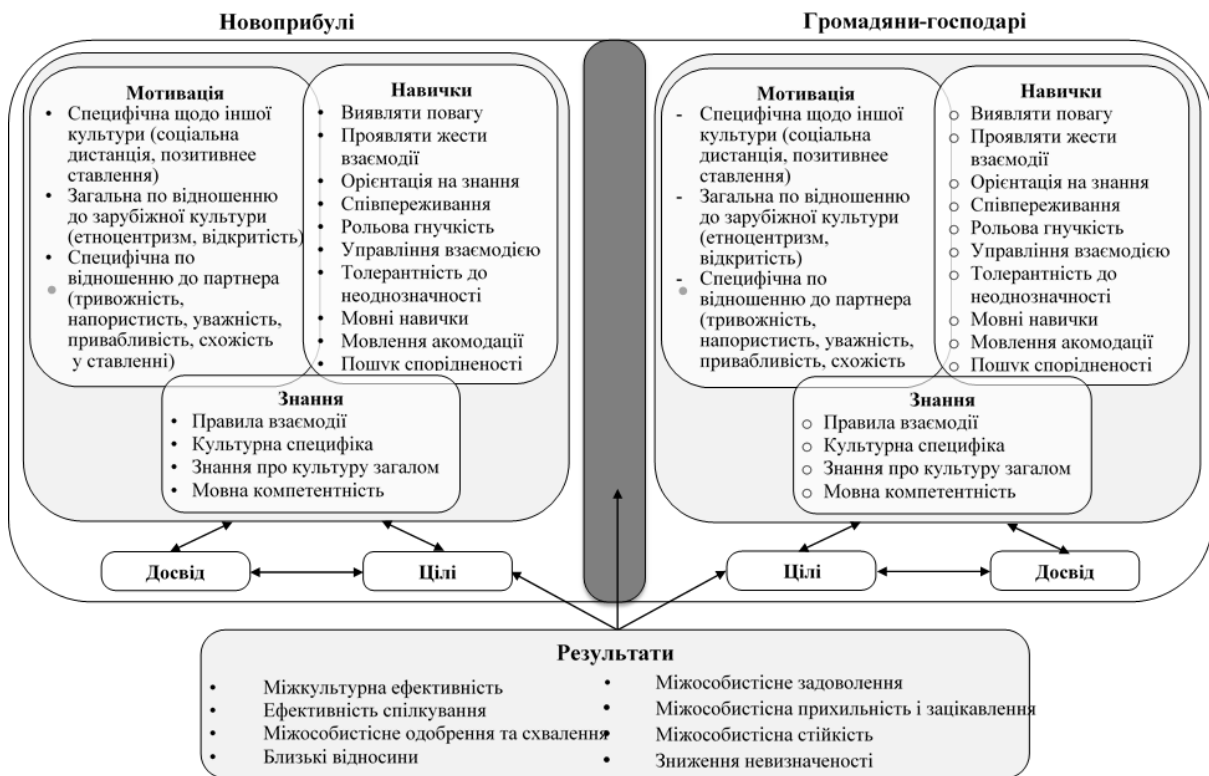 Новоприбулі
Громадяни-господарі
Мотивація
• Специфічна щодо іншої
культури (соціальна
дистанція, позитивнее
ставлення)
• Загальна по відношенню
до зарубіжної культури
(етноцентризм, відкритість)
• Специфічна по
відношенню до партнера
(тривожність,
напористисть, уважність,
привабливість, схожість
у ставленні)
Навички
• Виявляти повагу
• Проявляти жести
взаємодії
• Орієнтація на знання
• Співпереживання
• Рольова гнучкість
• Управління взаємодією
• Толерантність до
неоднозначності
• Мовні навички
• Мовлення акомодації
• Пошук спорідненості
Знання
• Правила взаємодії
• Культурна специфіка
• Знання про культуру загалом
• Мовна компетентність
Досвід
Цілі
Мотивація
- Специфічна щодо іншої
культури (соціальна
дистанція, позитивнее
ставлення)
- Загальна по відношенню
до зарубіжної культури
(етноцентризм,
відкритість)
- Специфічна по
відношенню до партнера
(тривожність,
напористисть, уважність,
привабливість, схожість
Навички
o Виявляти повагу
o Проявляти жести
взаємодії
o Орієнтація на знання
o Співпереживання
o Рольова гнучкість
o Управління взаємодією
o Толерантність до
неоднозначності
o Мовні навички
o Мовлення акомодації
o Пошук спорідненості
Знання
o Правила взаємодії
o Культурна специфіка
o Знання про культуру загалом
o Мовна компетентність
Цілі
Досвід
Результати
• Міжкультурна ефективність
• Ефективність спілкування
• Міжособистісне одобрення та схвалення
• Близькі відносини
• Міжособистісне задоволення
• Міжособистісна прихильність і зацікавлення
• Міжособистісна стійкість
• Зниження невизначеності